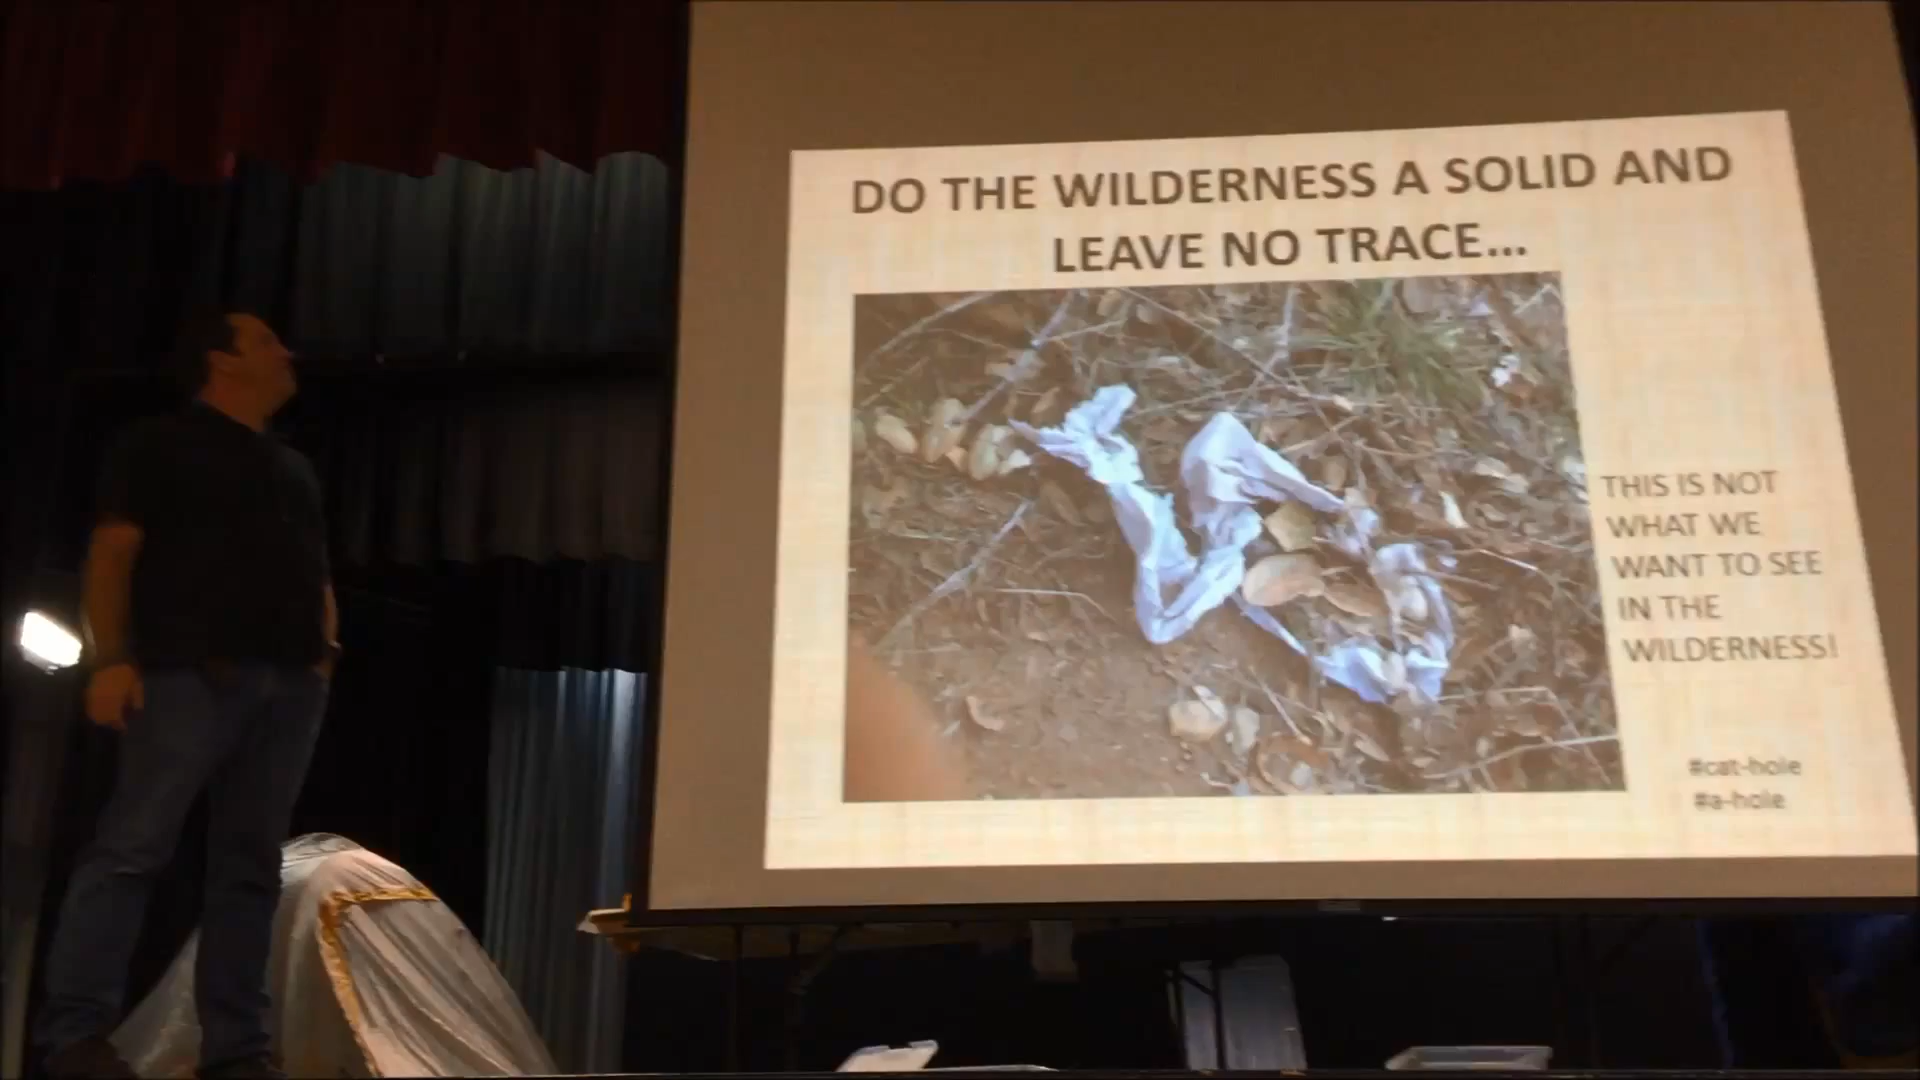 DO THE WILDERNESS A SOLID AND
LEAVE NO TRACE...
THIS IS NOT
WHAT WE
WANT TO SEE
IN THE
WILDERNESS!
#cat-hole
#a-hole